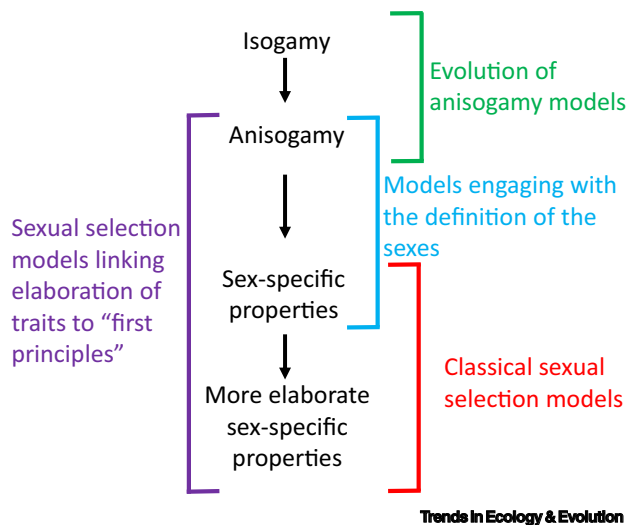 Isogamy
Evolution of
anisogamy models
Anisogamy
Models engaging with
the definition of the
sexes
Sexual selection
models linking
elaboration of
traits to “first
principles”
Sex-specific
properties
Classical sexual
selection models
More elaborate
sex-specific
properties
Trends in Ecology & Evolution